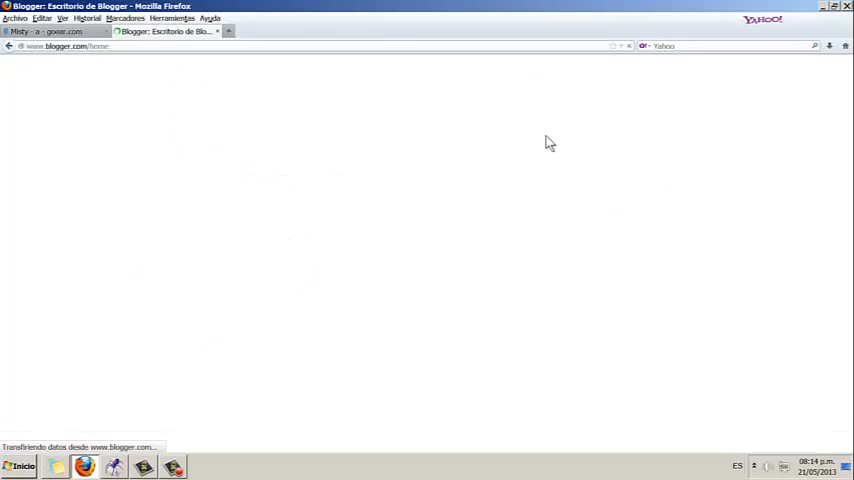 Blogger: Escritorio de Blogger - Mozilla Firefox
Archivo Editar Ver Historial Marcadores Herramientas Ayuda
YAHOO!
Misty - a - goear.com × Blogger: Escritorio de Blo... × +
www.blogger.com/home
Yahoo
Transfiriendo datos desde www.blogger.com...
Inicio
ES
08:14 p.m.
21/05/2013